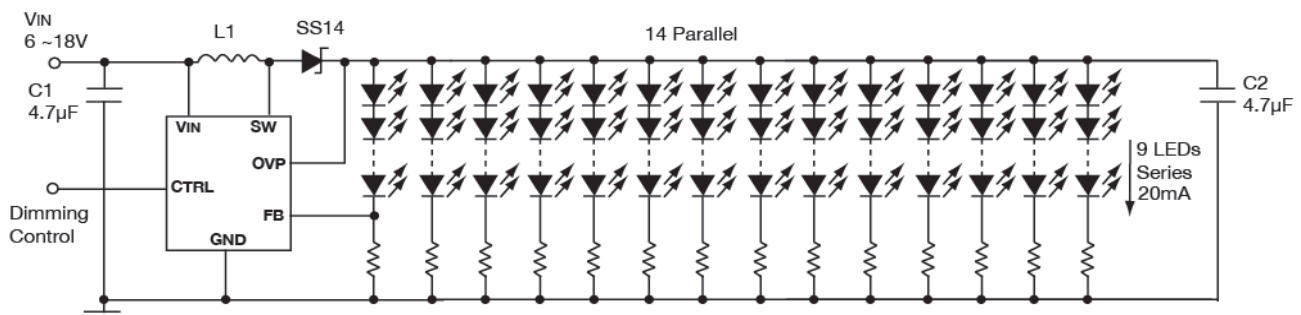 VIN
6 ~18V
L1
SS14
14 Parallel
C1
4.7µF
C2
4.7µF
VIN
SW
OVP
9 LEDs
Series
20mA
CTRL
Dimming
Control
FB
GND